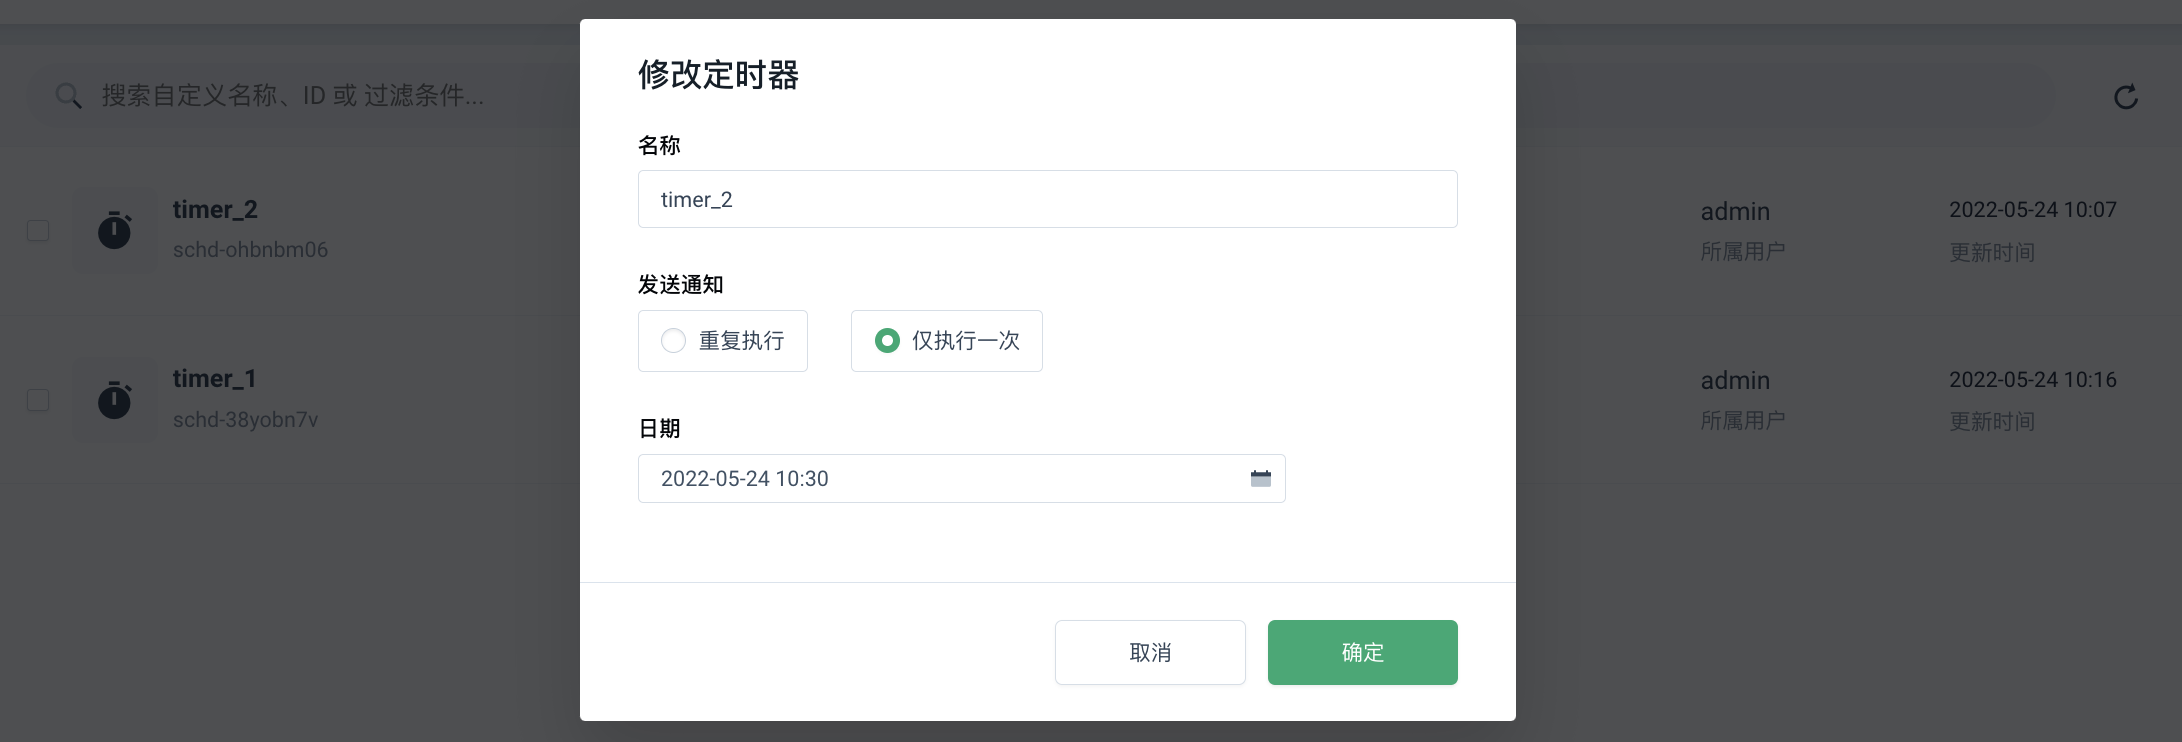 搜索自定义名称、ID 或 过滤条件...
timer_2
schd-ohbnbm06
admin
所属用户
2022-05-24 10:07
更新时间
timer_1
schd-38yobn7v
admin
所属用户
2022-05-24 10:16
更新时间
修改定时器
名称
timer_2
发送通知
重复执行
仅执行一次
日期
2022-05-24 10:30
取消
确定